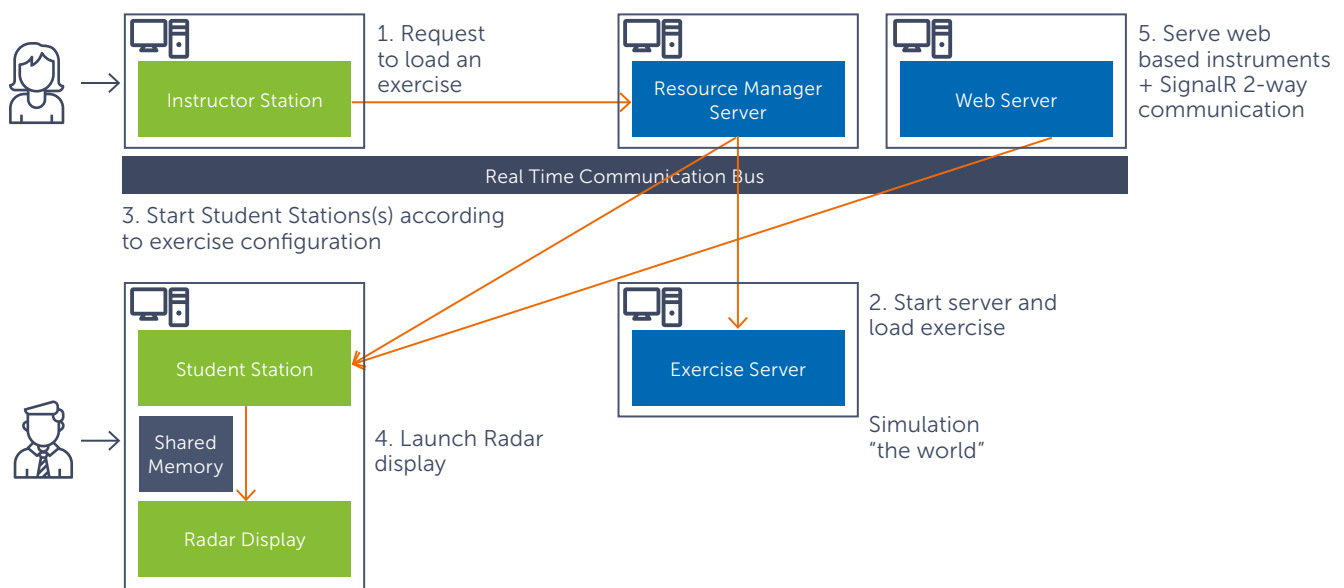 1. Request
to load an
exercise
5. Serve web
based instruments
+ SignalR 2-way
communication
Instructor Station
Resource Manager
Server
Web Server
Real Time Communication Bus
3. Start Student Stations(s) according
to exercise configuration
2. Start server and
load exercise
Student Station
Exercise Server
Shared
Memory
4. Launch Radar
display
Simulation
“the world”
Radar Display